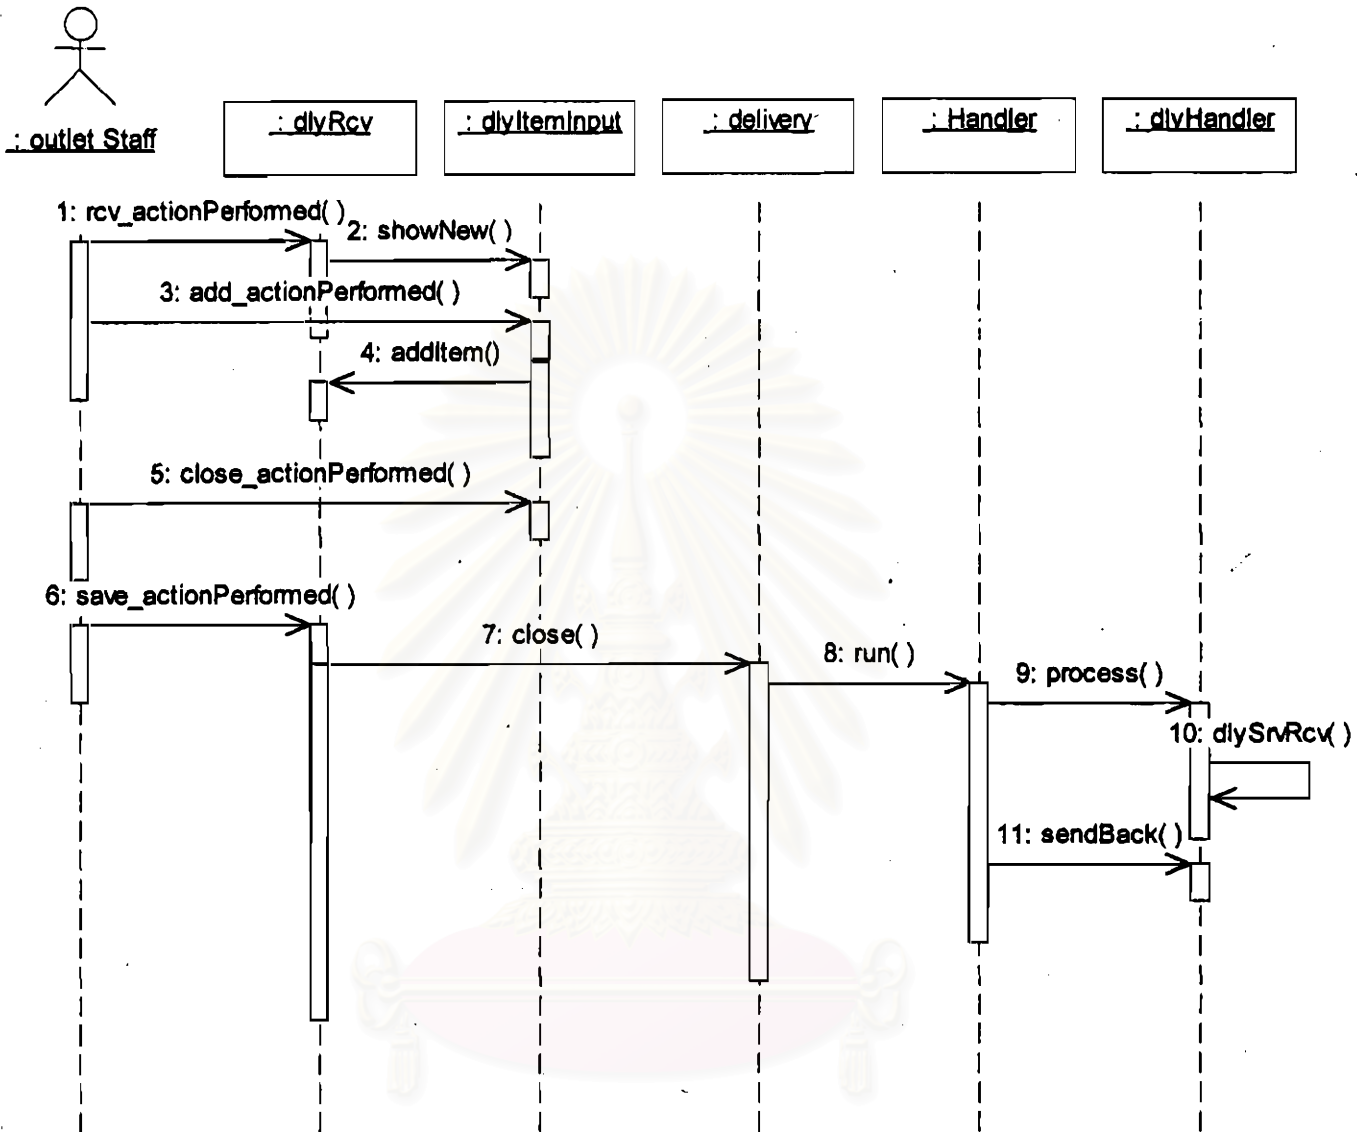 : outlet Staff
: dlyRcv
: dlyItemInput
: delivery
: Handler
: dlyHandler
1: rcv_actionPerformed( )
2: showNew( )
3: add_actionPerformed( )
4: addItem()
5: close_actionPerformed( )
6: save_actionPerformed( )
7: close( )
8: run( )
9: process( )
10: dlySrvRcv( )
11: sendBack( )